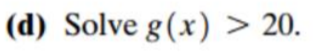 (d) Solve g(x) > 20.